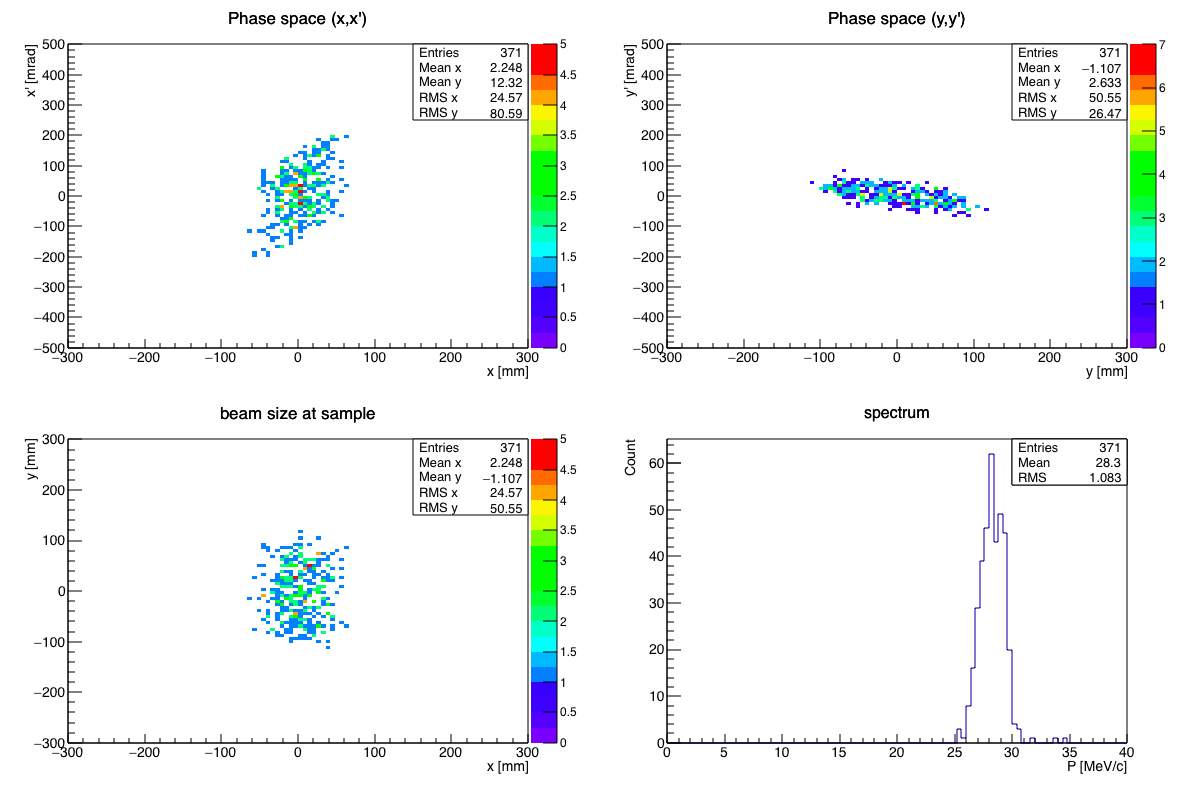 Phase space (x,x')
x' [mrad]
500
400
300
200
100
0
−100
−200
−300
−400
−500
−300 −200 −100 0 100 200 300
x [mm]
Entries 371
Mean x 2.248
Mean y 12.32
RMS x 24.57
RMS y 80.59
5
4.5
4
3.5
3
2.5
2
1.5
1
0.5
0
Phase space (y,y')
y' [mrad]
500
400
300
200
100
0
−100
−200
−300
−400
−500
−300 −200 −100 0 100 200 300
y [mm]
Entries 371
Mean x −1.107
Mean y 2.633
RMS x 50.55
RMS y 26.47
7
6
5
4
3
2
1
0
beam size at sample
y [mm]
300
200
100
0
−100
−200
−300
−300 −200 −100 0 100 200 300
x [mm]
Entries 371
Mean x 2.248
Mean y −1.107
RMS x 24.57
RMS y 50.55
5
4.5
4
3.5
3
2.5
2
1.5
1
0.5
0
spectrum
Count
60
50
40
30
20
10
0
0 5 10 15 20 25 30 35 40
P [MeV/c]
Entries 371
Mean 28.3
RMS 1.083